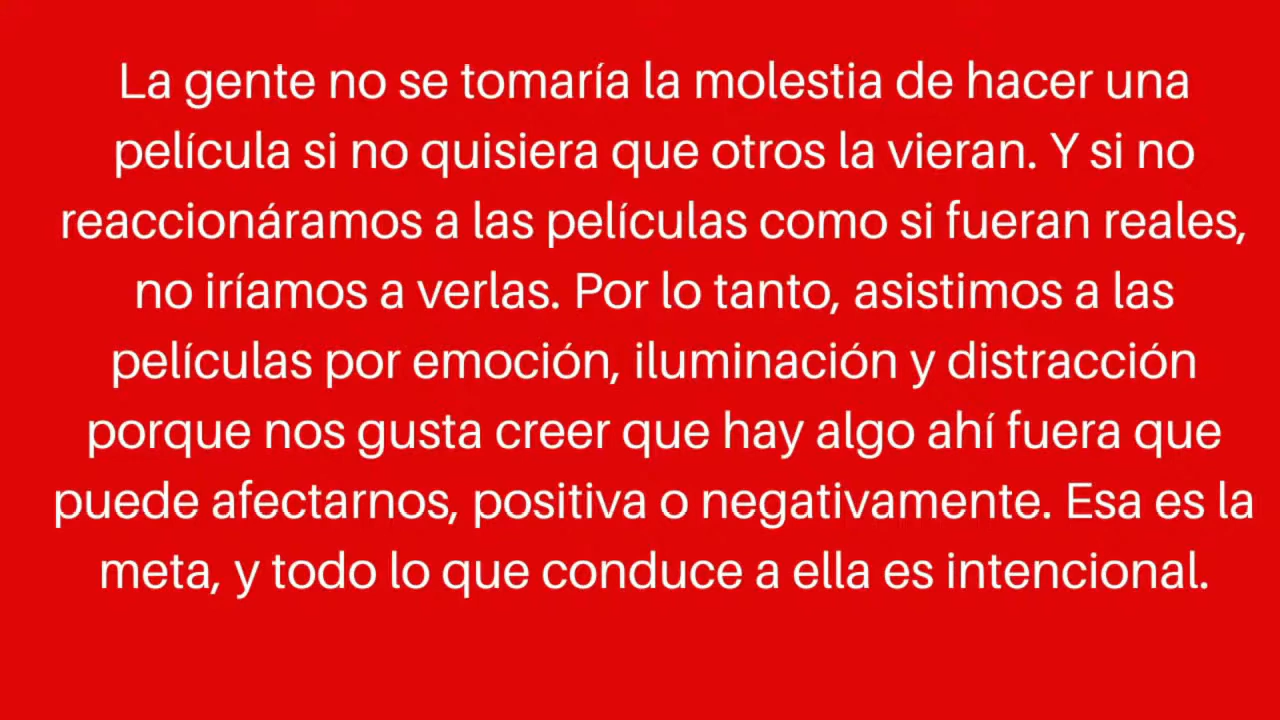 La gente no se tomaría la molestia de hacer una
película si no quisiera que otros la vieran. Y si no
reaccionáramos a las películas como si fueran reales,
no iríamos a verlas. Por lo tanto, asistimos a las
películas por emoción, iluminación y distracción
porque nos gusta creer que hay algo ahí fuera que
puede afectarnos, positiva o negativamente. Esa es la
meta, y todo lo que conduce a ella es intencional.